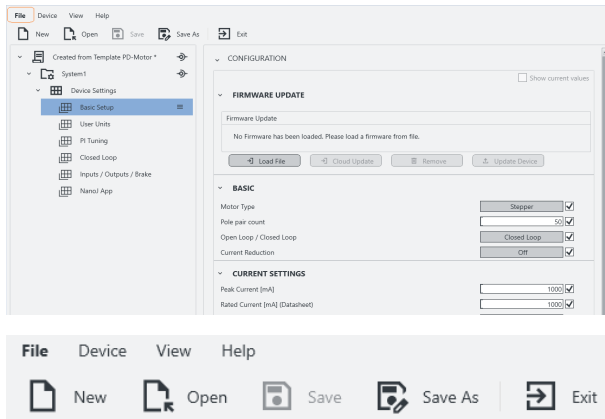 File Device View Help
New Open Save Save As Exit
Created from Template PD-Motor *
System1
Device Settings
Basic Setup
User Units
PI Tuning
Closed Loop
Inputs / Outputs / Brake
NanoJ App
CONFIGURATION
Show current values
FIRMWARE UPDATE
Firmware Update
No Firmware has been loaded. Please load a firmware from file.
Load File Cloud Update Remove Update Device
BASIC
Motor Type Stepper
Pole pair count 50
Open Loop / Closed Loop Closed Loop
Current Reduction Off
CURRENT SETTINGS
Peak Current [mA] 1000
Rated Current [mA] (Datasheet) 1000
File Device View Help
New Open Save Save As Exit